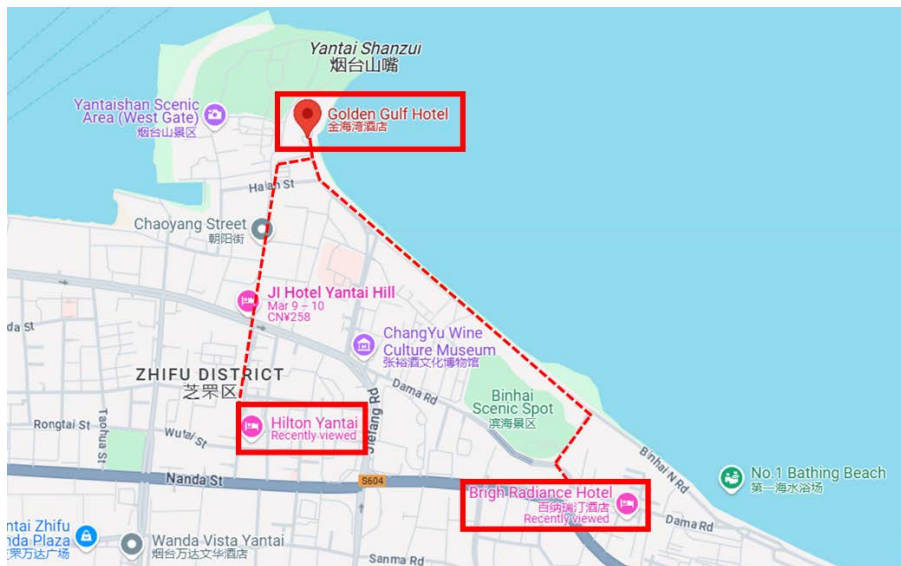 Yantai Shanzui
烟台山嘴
Yantaishan Scenic
Area (West Gate)
烟台山景区
Golden Gulf Hotel
金海湾酒店
Haian St
Chaoyang Street
朝阳街
JI Hotel Yantai Hill
Mar 9 – 10
CN¥258
da St
ChangYu Wine
Culture Museum
张裕酒文化博物馆
ZHIFU DISTRICT
芝罘区
Dama Rd
Binhai
Scenic Spot
滨海景区
Rongtai St
Taohua St
Wutai St
Hilton Yantai
Recently viewed
Jiefang Rd
Binhai N Rd
No.1 Bathing Beach
第一海水浴场
Nanda St
S604
Brigh Radiance Hotel
百纳瑞汀酒店
Recently viewed
Dama Rd
ntai Zhifu
nda Plaza
芝罘万达广场
Wanda Vista Yantai
烟台万达文华酒店
Sanma Rd